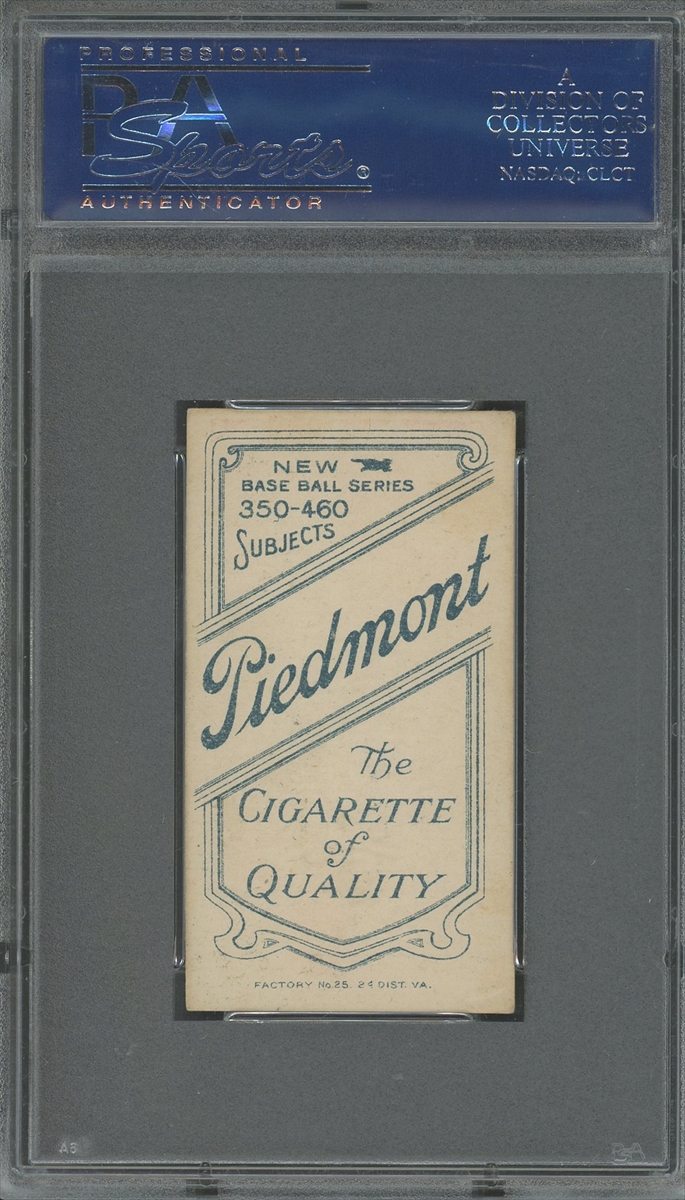 PROFESSIONAL
PSA
Sports®
AUTHENTICATOR
A
DIVISION OF
COLLECTORS
UNIVERSE
NASDAQ: CLCT
NEW
BASE BALL SERIES
350-460
SUBJECTS
Piedmont
The
CIGARETTE
of
QUALITY
FACTORY No. 25. 2d DIST. VA.
PSA